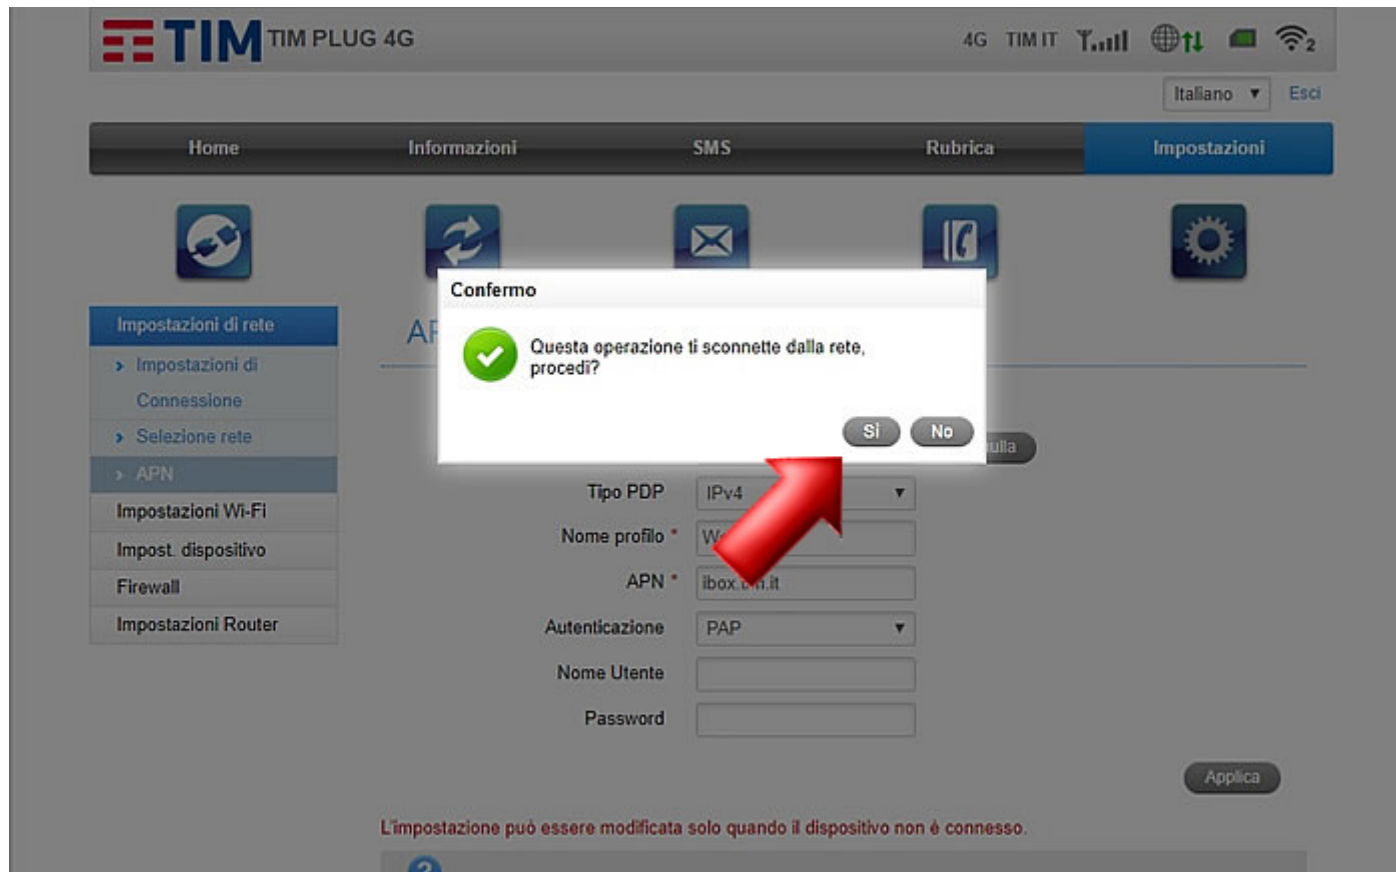 TIM TIM PLUG 4G 4G TIM IT 2
Italiano Esci
Home Informazioni SMS Rubrica Impostazioni
Confermo
Questa operazione ti sconnette dalla rete,
procedi?
Si No
Impostazioni di rete
Impostazioni di
Connessione
Selezione rete
APN
Impostazioni Wi-Fi
Impost. dispositivo
Firewall
Impostazioni Router
Tipo PDP IPv4
Nome profilo *
APN *
Autenticazione PAP
Nome Utente
Password
Applica
L'impostazione può essere modificata solo quando il dispositivo non è connesso.
?